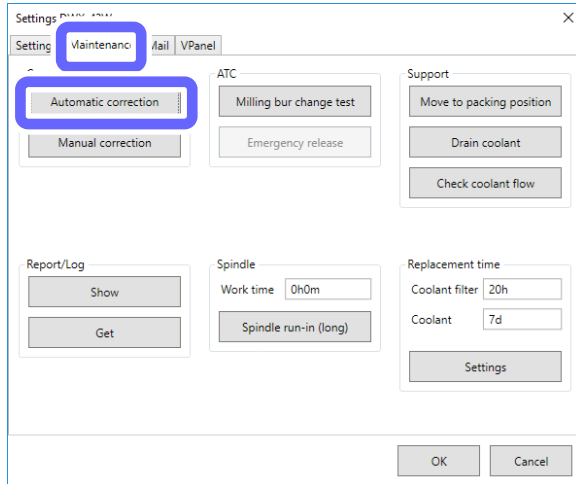 Settings DWX-42W
Setting Maintenance Mail VPanel
ATC
Support
Automatic correction
Milling bur change test
Move to packing position
Manual correction
Emergency release
Drain coolant
Check coolant flow
Report/Log
Spindle
Replacement time
Show
Work time 0h0m
Coolant filter 20h
Get
Spindle run-in (long)
Coolant 7d
Settings
OK
Cancel